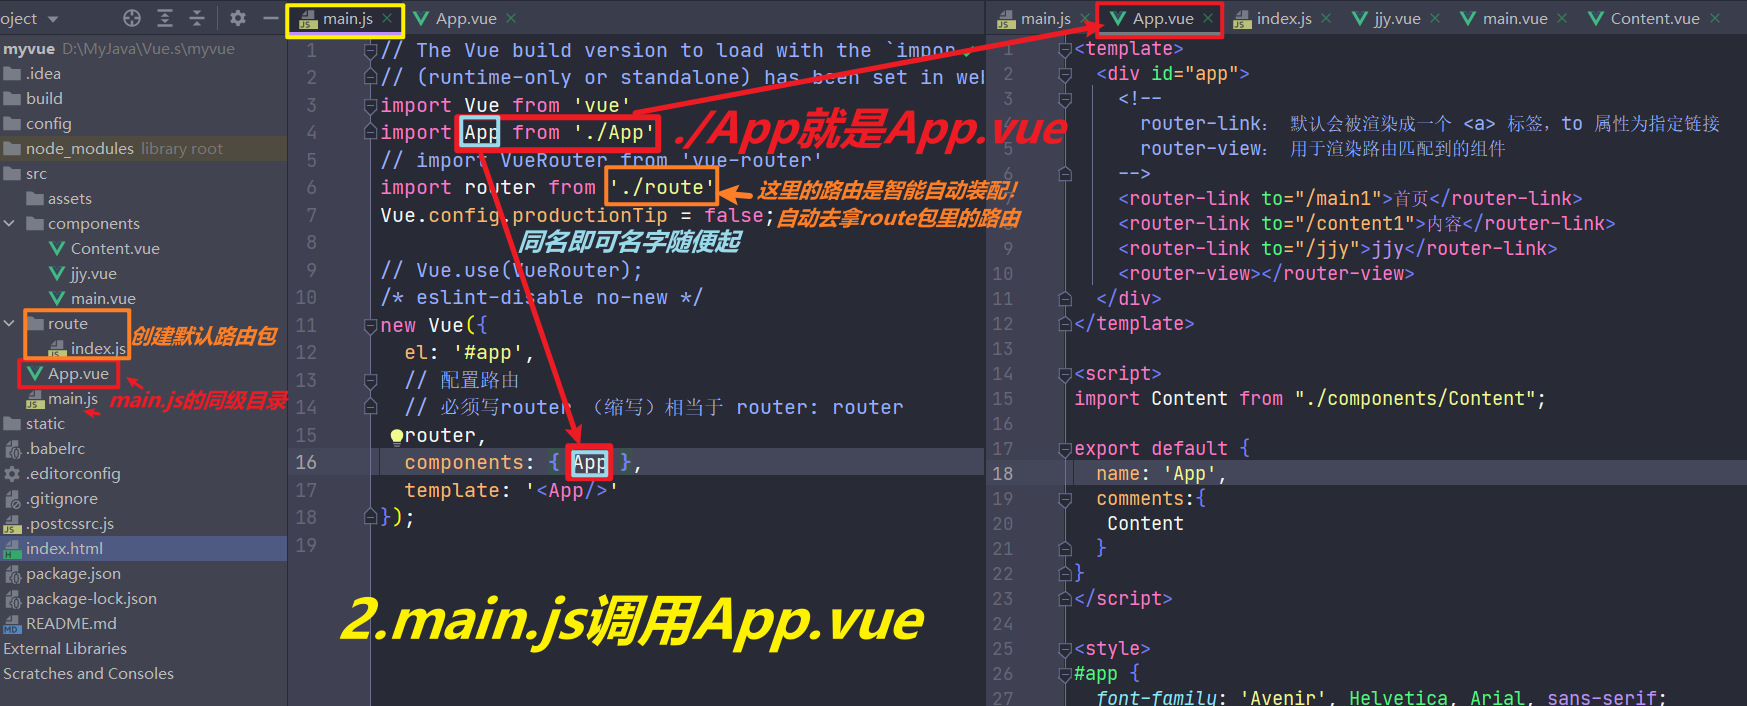 oject
myvue D:\MyJava\Vue.s\myvue
.idea
build
config
node_modules library root
src
assets
components
Content.vue
jjy.vue
main.vue
route
index.js
创建默认路由包
App.vue
main.js
main.js的同级目录
static
.babelrc
.editorconfig
.gitignore
.postcssrc.js
index.html
package.json
package-lock.json
README.md
External Libraries
Scratches and Consoles
main.js App.vue
1 // The Vue build version to load with the `impor
2 // (runtime-only or standalone) has been set in we
3 import Vue from 'vue'
4 import App from './App'
./App就是App.vue
5 // import VueRouter from 'vue-router'
6 import router from './route'
这里的路由是智能自动装配!
自动去拿route包里的路由
7 Vue.config.productionTip = false;
8
同名即可名字随便起
9 // Vue.use(VueRouter);
10 /* eslint-disable no-new */
11 new Vue({
12 el: '#app',
13 // 配置路由
14 // 必须写router （缩写）相当于 router: router
15 router,
16 components: { App },
17 template: '<App/>'
18 });
19
2.main.js调用App.vue
main.js App.vue index.js jjy.vue main.vue Content.vue
1 <template>
2 <div id="app">
3 <!--
router-link： 默认会被渲染成一个 <a> 标签，to 属性为指定链接
5 router-view： 用于渲染路由匹配到的组件
6 -->
<router-link to="/main1">首页</router-link>
<router-link to="/content1">内容</router-link>
9 <router-link to="/jjy">jjy</router-link>
10 <router-view></router-view>
11 </div>
12 </template>
13
14 <script>
15 import Content from "./components/Content";
16
17 export default {
18 name: 'App',
19 comments:{
20 Content
21 }
22 }
23 </script>
24
25 <style>
26 #app {
27 font-family: 'Avenir', Helvetica, Arial, sans-serif;